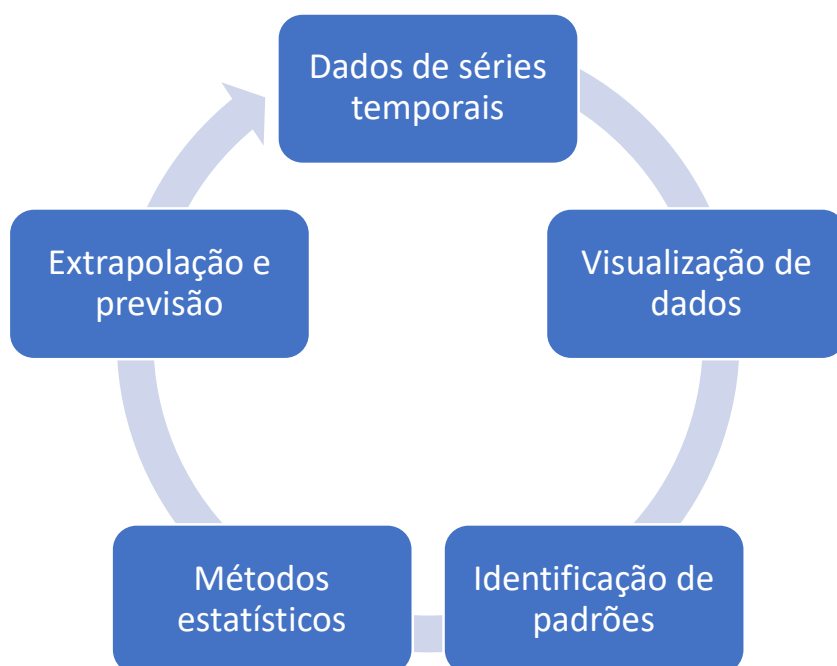 Dados de séries
temporais
Visualização de
dados
Identificação de
padrões
Métodos
estatísticos
Extrapolação e
previsão